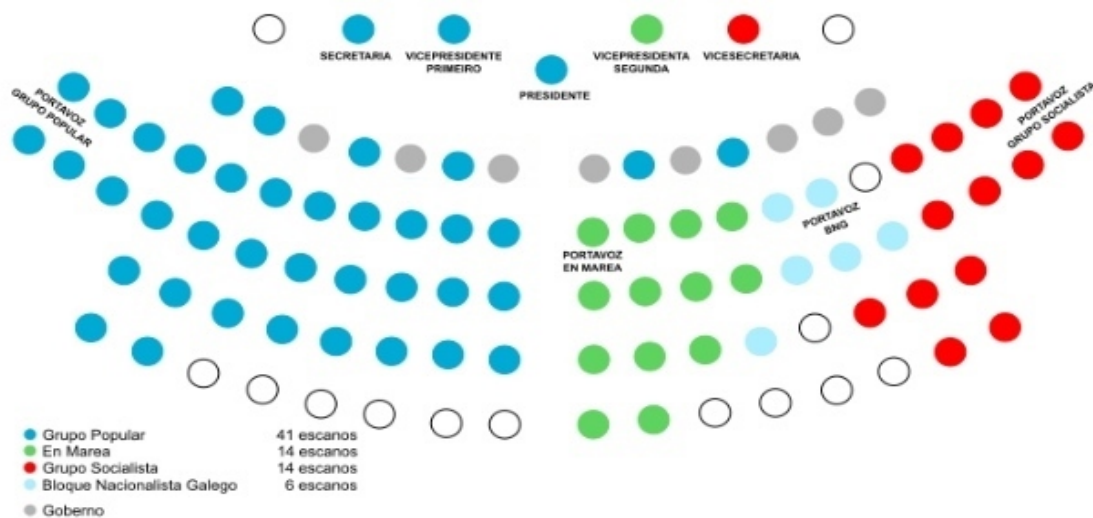 SECRETARIA
VICEPRESIDENTE
PRIMEIRO
VICEPRESIDENTA
SEGUNDA
VICESECRETARIA
PRESIDENTE
PORTAVOZ
GRUPO POPULAR
PORTAVOZ
GRUPO SOCIALISTA
PORTAVOZ
BNG
PORTAVOZ
EN MAREA
Grupo Popular 41 escanos
En Marea 14 escanos
Grupo Socialista 14 escanos
Bloque Nacionalista Galego 6 escanos
Goberno